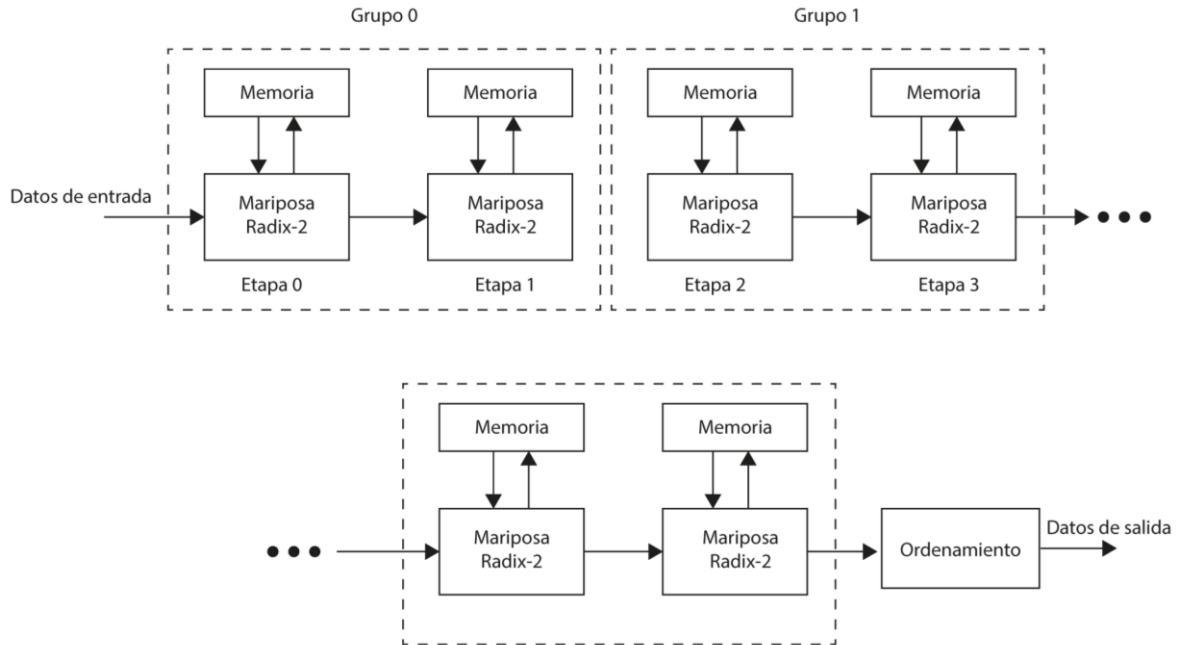 Grupo 0
Grupo 1
Memoria
Memoria
Memoria
Memoria
Datos de entrada
Mariposa
Radix-2
Mariposa
Radix-2
Mariposa
Radix-2
Mariposa
Radix-2
Etapa 0
Etapa 1
Etapa 2
Etapa 3
Memoria
Memoria
Mariposa
Radix-2
Mariposa
Radix-2
Ordenamiento
Datos de salida